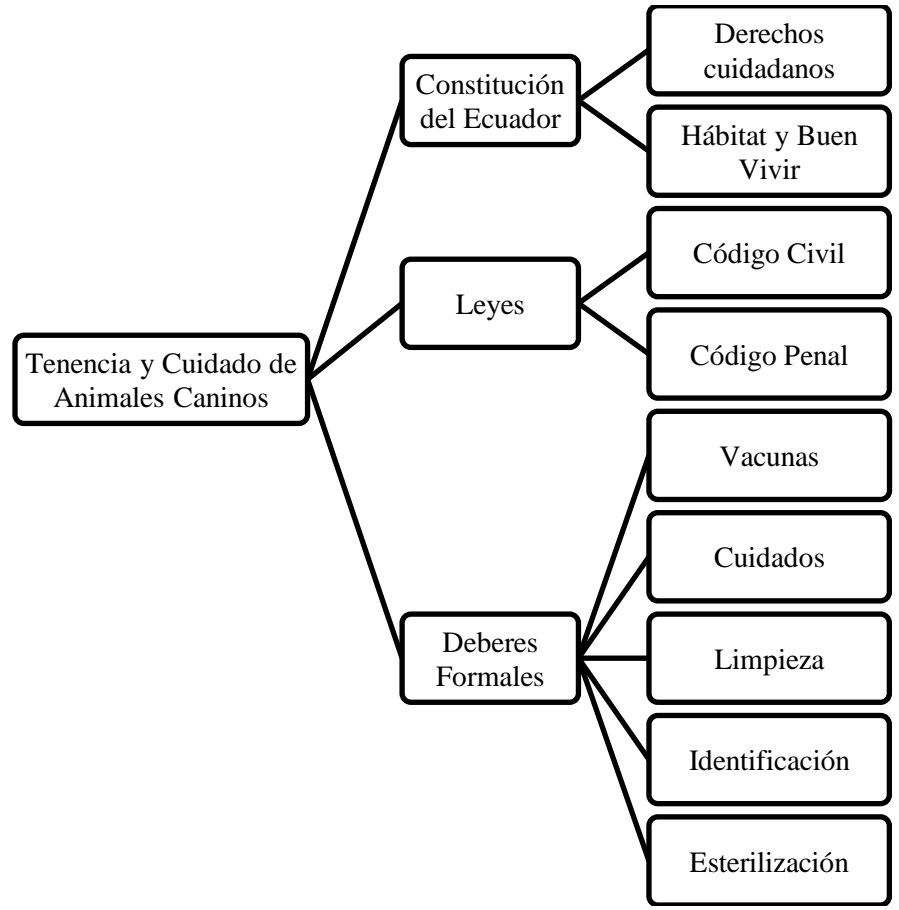 Tenencia y Cuidado de
Animales Caninos
Constitución
del Ecuador
Derechos
cuidadanos
Hábitat y Buen
Vivir
Leyes
Código Civil
Código Penal
Deberes
Formales
Vacunas
Cuidados
Limpieza
Identificación
Esterilización